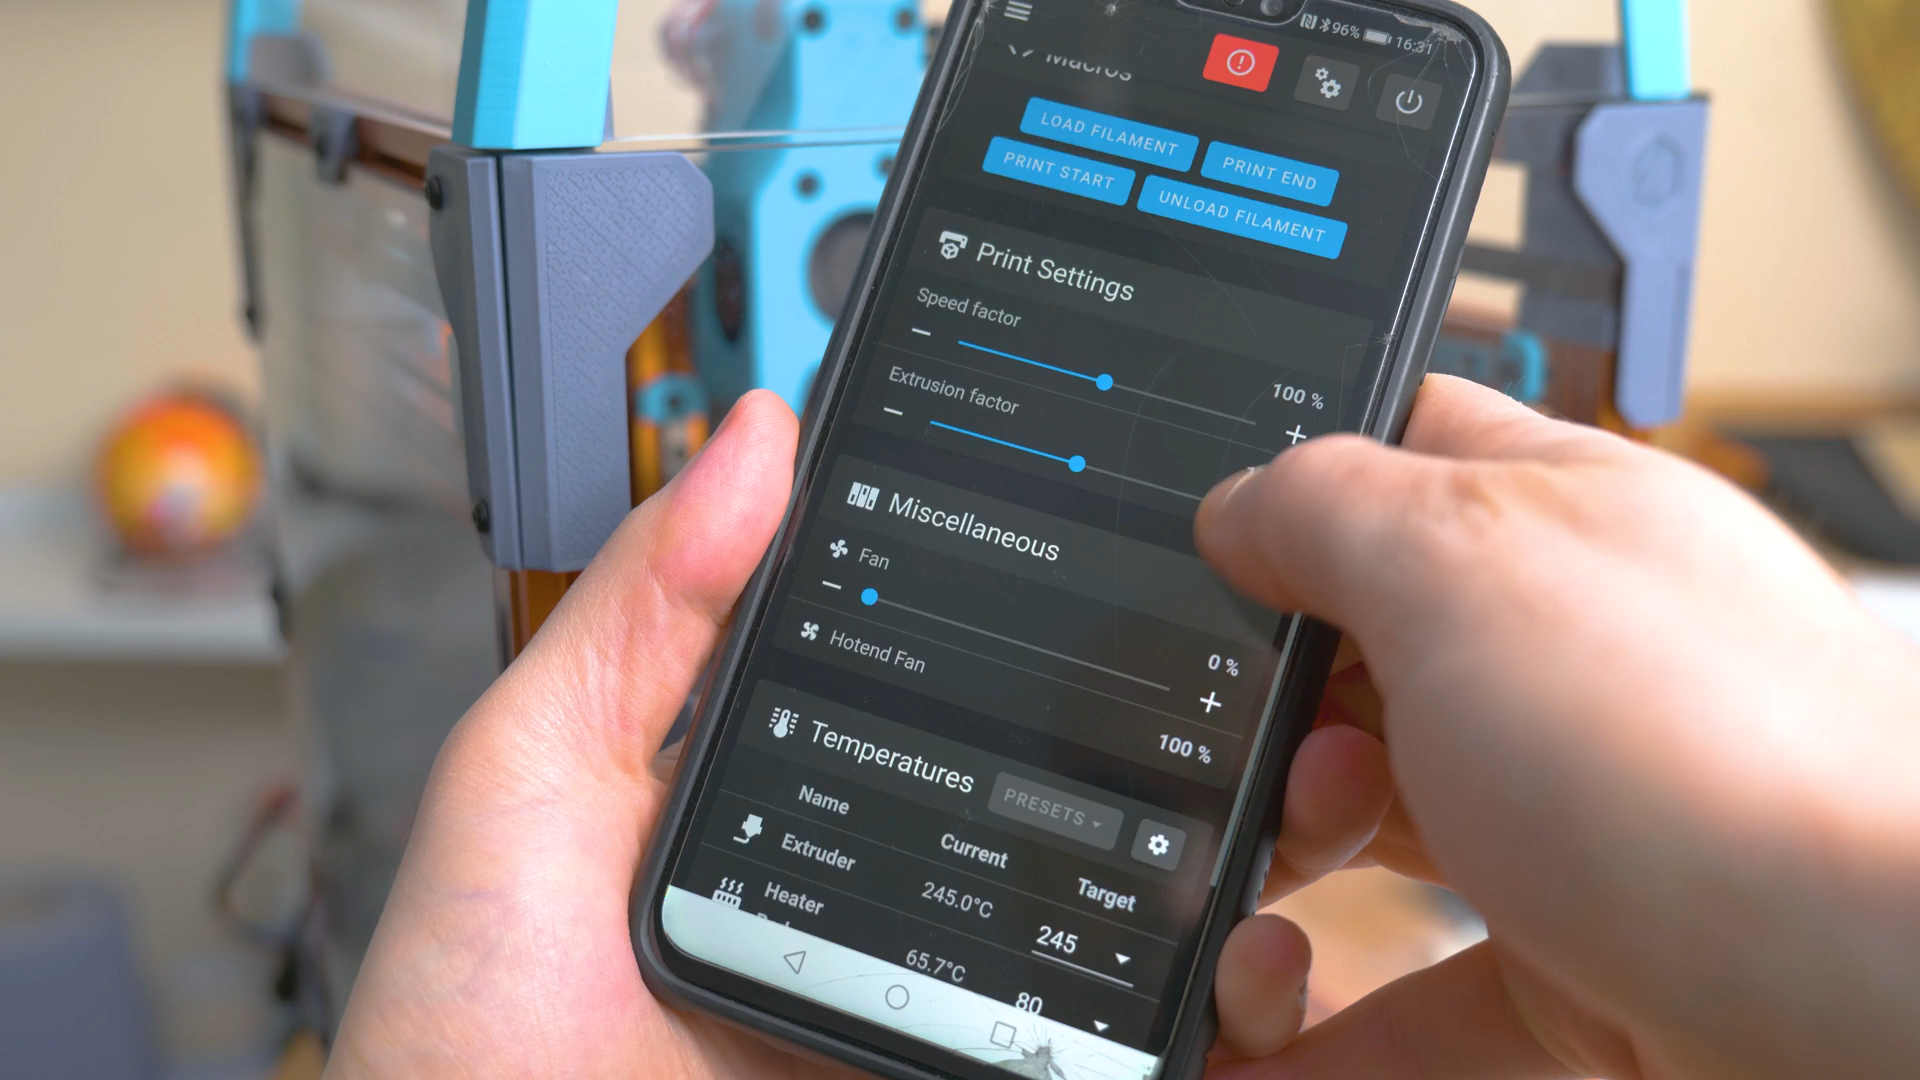 96% 16:31
Macros
LOAD FILAMENT PRINT END
PRINT START UNLOAD FILAMENT
Print Settings
Speed factor
100 %
Extrusion factor
Miscellaneous
Fan
0 %
Hotend Fan
100 %
Temperatures PRESETS
Name Current Target
Extruder 245.0°C 245
Heater 65.7°C 80